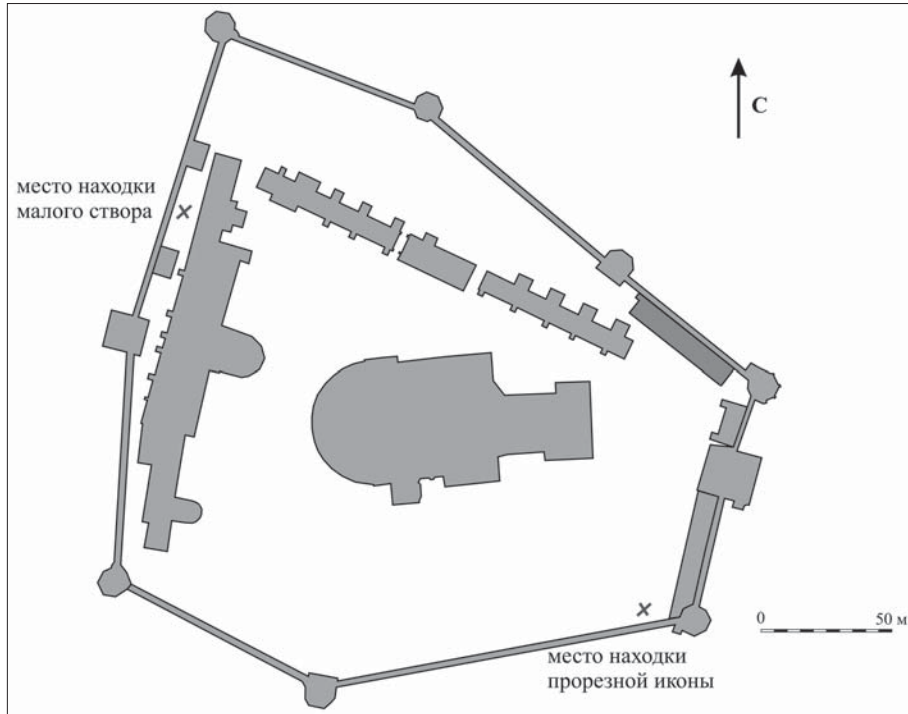 С
место находки
малого створа
0 50 м
место находки
прорезной иконы